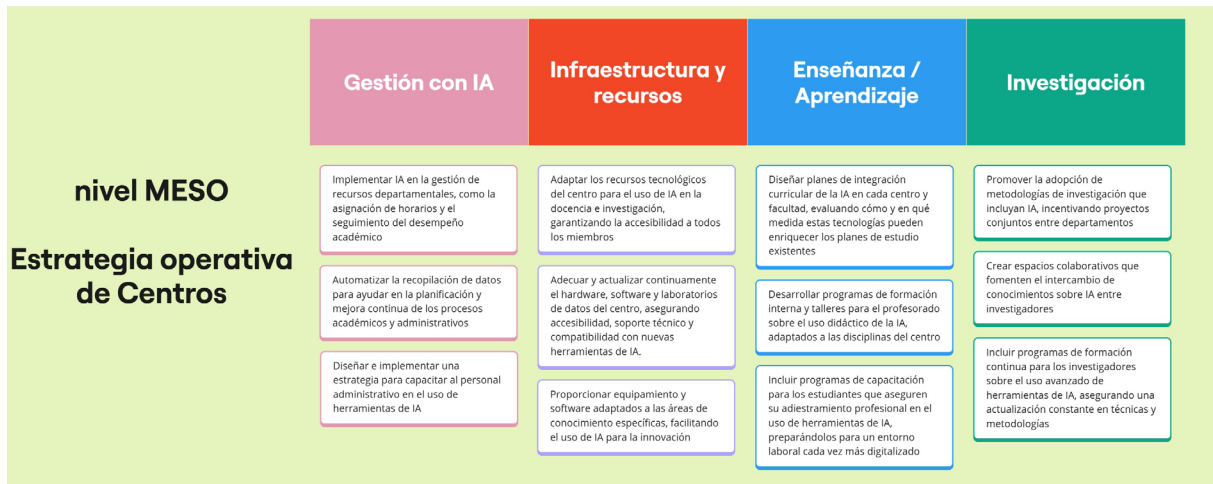 nivel MESO
Estrategia operativa
de Centros
Gestión con IA
Implementar IA en la gestión de
recursos departamentales, como la
asignación de horarios y el
seguimiento del desempeño
académico
Automatizar la recopilación de datos
para ayudar en la planificación y
mejora continua de los procesos
académicos y administrativos
Diseñar e implementar una
estrategia para capacitar al personal
administrativo en el uso de
herramientas de IA
Infraestructura y
recursos
Adaptar los recursos tecnológicos
del centro para el uso de IA en la
docencia e investigación,
garantizando la accesibilidad a todos
los miembros
Adecuar y actualizar continuamente
el hardware, software y laboratorios
de datos del centro, asegurando
accesibilidad, soporte técnico y
compatibilidad con nuevas
herramientas de IA.
Proporcionar equipamiento y
software adaptados a las áreas de
conocimiento específicas, facilitando
el uso de IA para la innovación
Enseñanza /
Aprendizaje
Diseñar planes de integración
curricular de la IA en cada centro y
facultad, evaluando cómo y en qué
medida estas tecnologías pueden
enriquecer los planes de estudio
existentes
Desarrollar programas de formación
interna y talleres para el profesorado
sobre el uso didáctico de la IA,
adaptados a las disciplinas del centro
Incluir programas de capacitación
para los estudiantes que aseguren
su adiestramiento profesional en el
uso de herramientas de IA,
preparándolos para un entorno
laboral cada vez más digitalizado
Investigación
Promover la adopción de
metodologías de investigación que
incluyan IA, incentivando proyectos
conjuntos entre departamentos
Crear espacios colaborativos que
fomenten el intercambio de
conocimientos sobre IA entre
investigadores
Incluir programas de formación
continua para los investigadores
sobre el uso avanzado de
herramientas de IA, asegurando una
actualización constante en técnicas y
metodologías